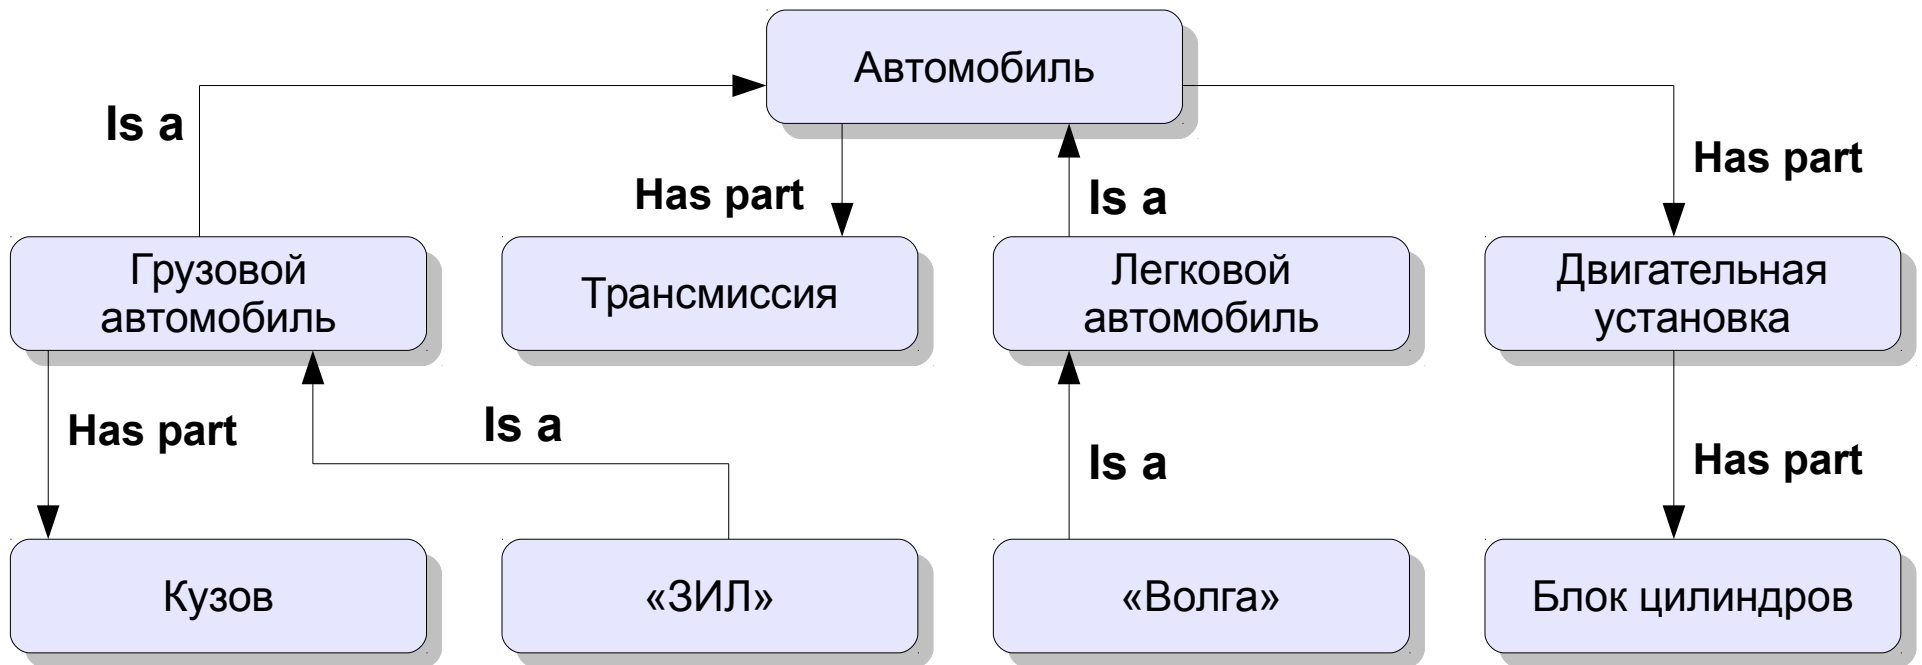 Автомобиль
Is a
Has part
Has part
Is a
Грузовой
автомобиль
Трансмиссия
Легковой
автомобиль
Двигательная
установка
Has part
Is a
Is a
Has part
Кузов
«ЗИЛ»
«Волга»
Блок цилиндров